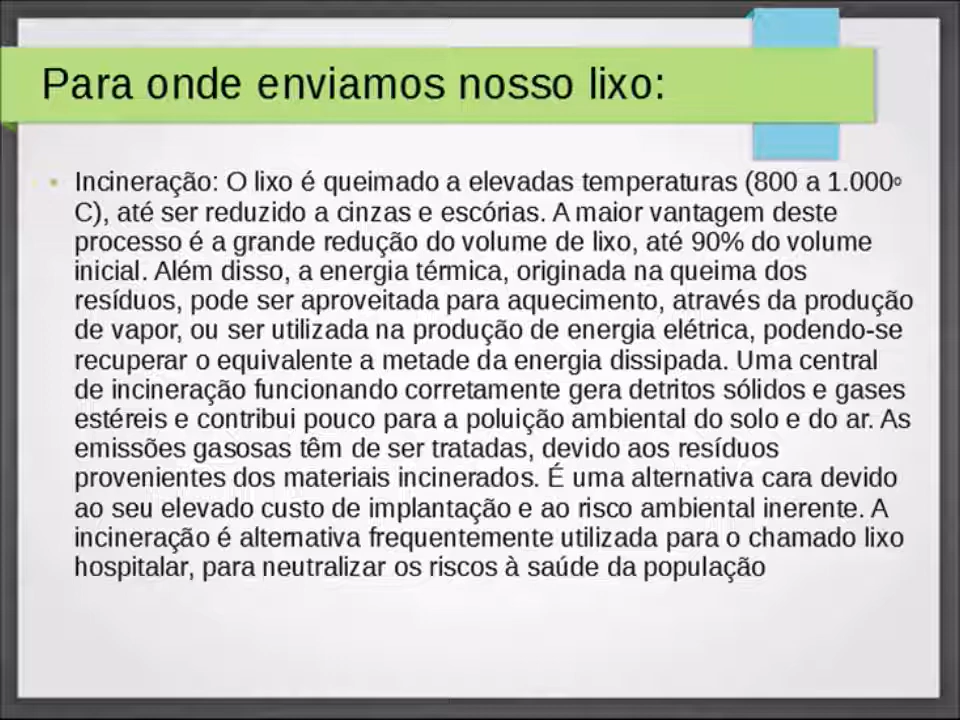 Para onde enviamos nosso lixo:
• Incineração: O lixo é queimado a elevadas temperaturas (800 a 1.000º
C), até ser reduzido a cinzas e escórias. A maior vantagem deste
processo é a grande redução do volume de lixo, até 90% do volume
inicial. Além disso, a energia térmica, originada na queima dos
resíduos, pode ser aproveitada para aquecimento, através da produção
de vapor, ou ser utilizada na produção de energia elétrica, podendo-se
recuperar o equivalente a metade da energia dissipada. Uma central
de incineração funcionando corretamente gera detritos sólidos e gases
estéreis e contribui pouco para a poluição ambiental do solo e do ar. As
emissões gasosas têm de ser tratadas, devido aos resíduos
provenientes dos materiais incinerados. É uma alternativa cara devido
ao seu elevado custo de implantação e ao risco ambiental inerente. A
incineração é alternativa frequentemente utilizada para o chamado lixo
hospitalar, para neutralizar os riscos à saúde da população